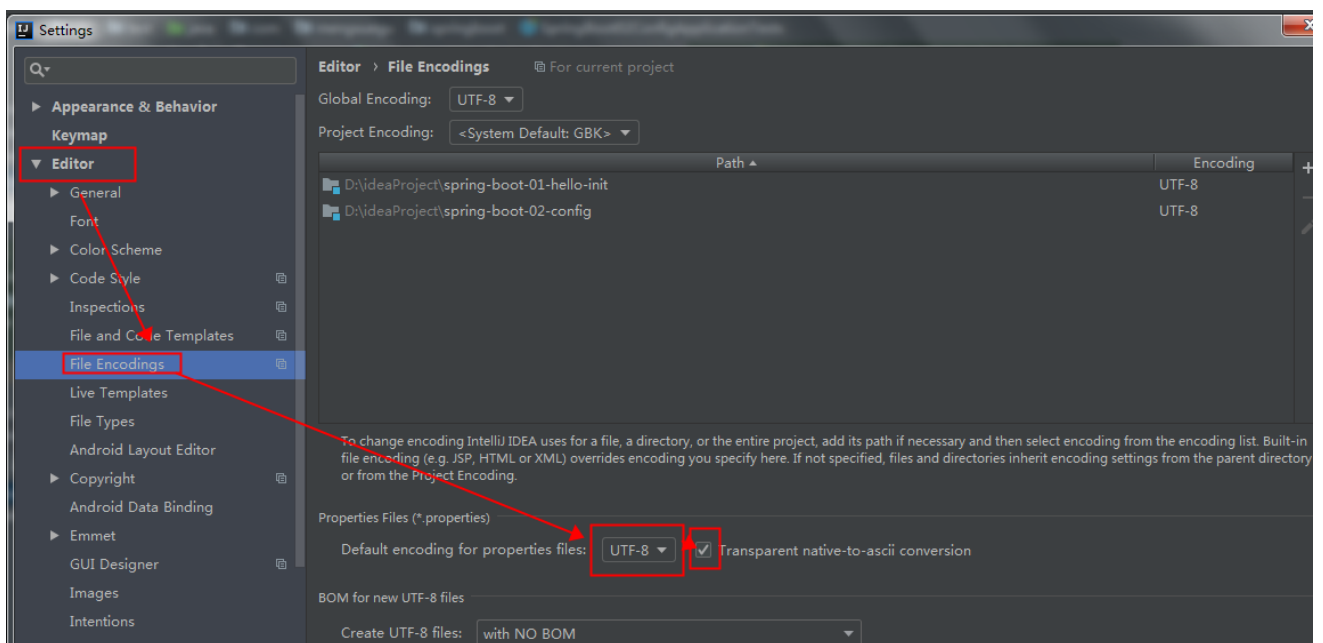 Settings
Editor › File Encodings For current project
Global Encoding: UTF-8
Project Encoding: <System Default: GBK>
Path Encoding
D:\ideaProject\spring-boot-01-hello-init UTF-8
D:\ideaProject\spring-boot-02-config UTF-8
Appearance & Behavior
Keymap
Editor
General
Font
Color Scheme
Code Style
Inspections
File and Code Templates
File Encodings
Live Templates
File Types
Android Layout Editor
Copyright
Android Data Binding
Emmet
GUI Designer
Images
Intentions
To change encoding IntelliJ IDEA uses for a file, a directory, or the entire project, add its path if necessary and then select encoding from the encoding list. Built-in
file encoding (e.g. JSP, HTML or XML) overrides encoding you specify here. If not specified, files and directories inherit encoding settings from the parent directory
or from the Project Encoding.
Properties Files (*.properties)
Default encoding for properties files: UTF-8 Transparent native-to-ascii conversion
BOM for new UTF-8 files
Create UTF-8 files: with NO BOM